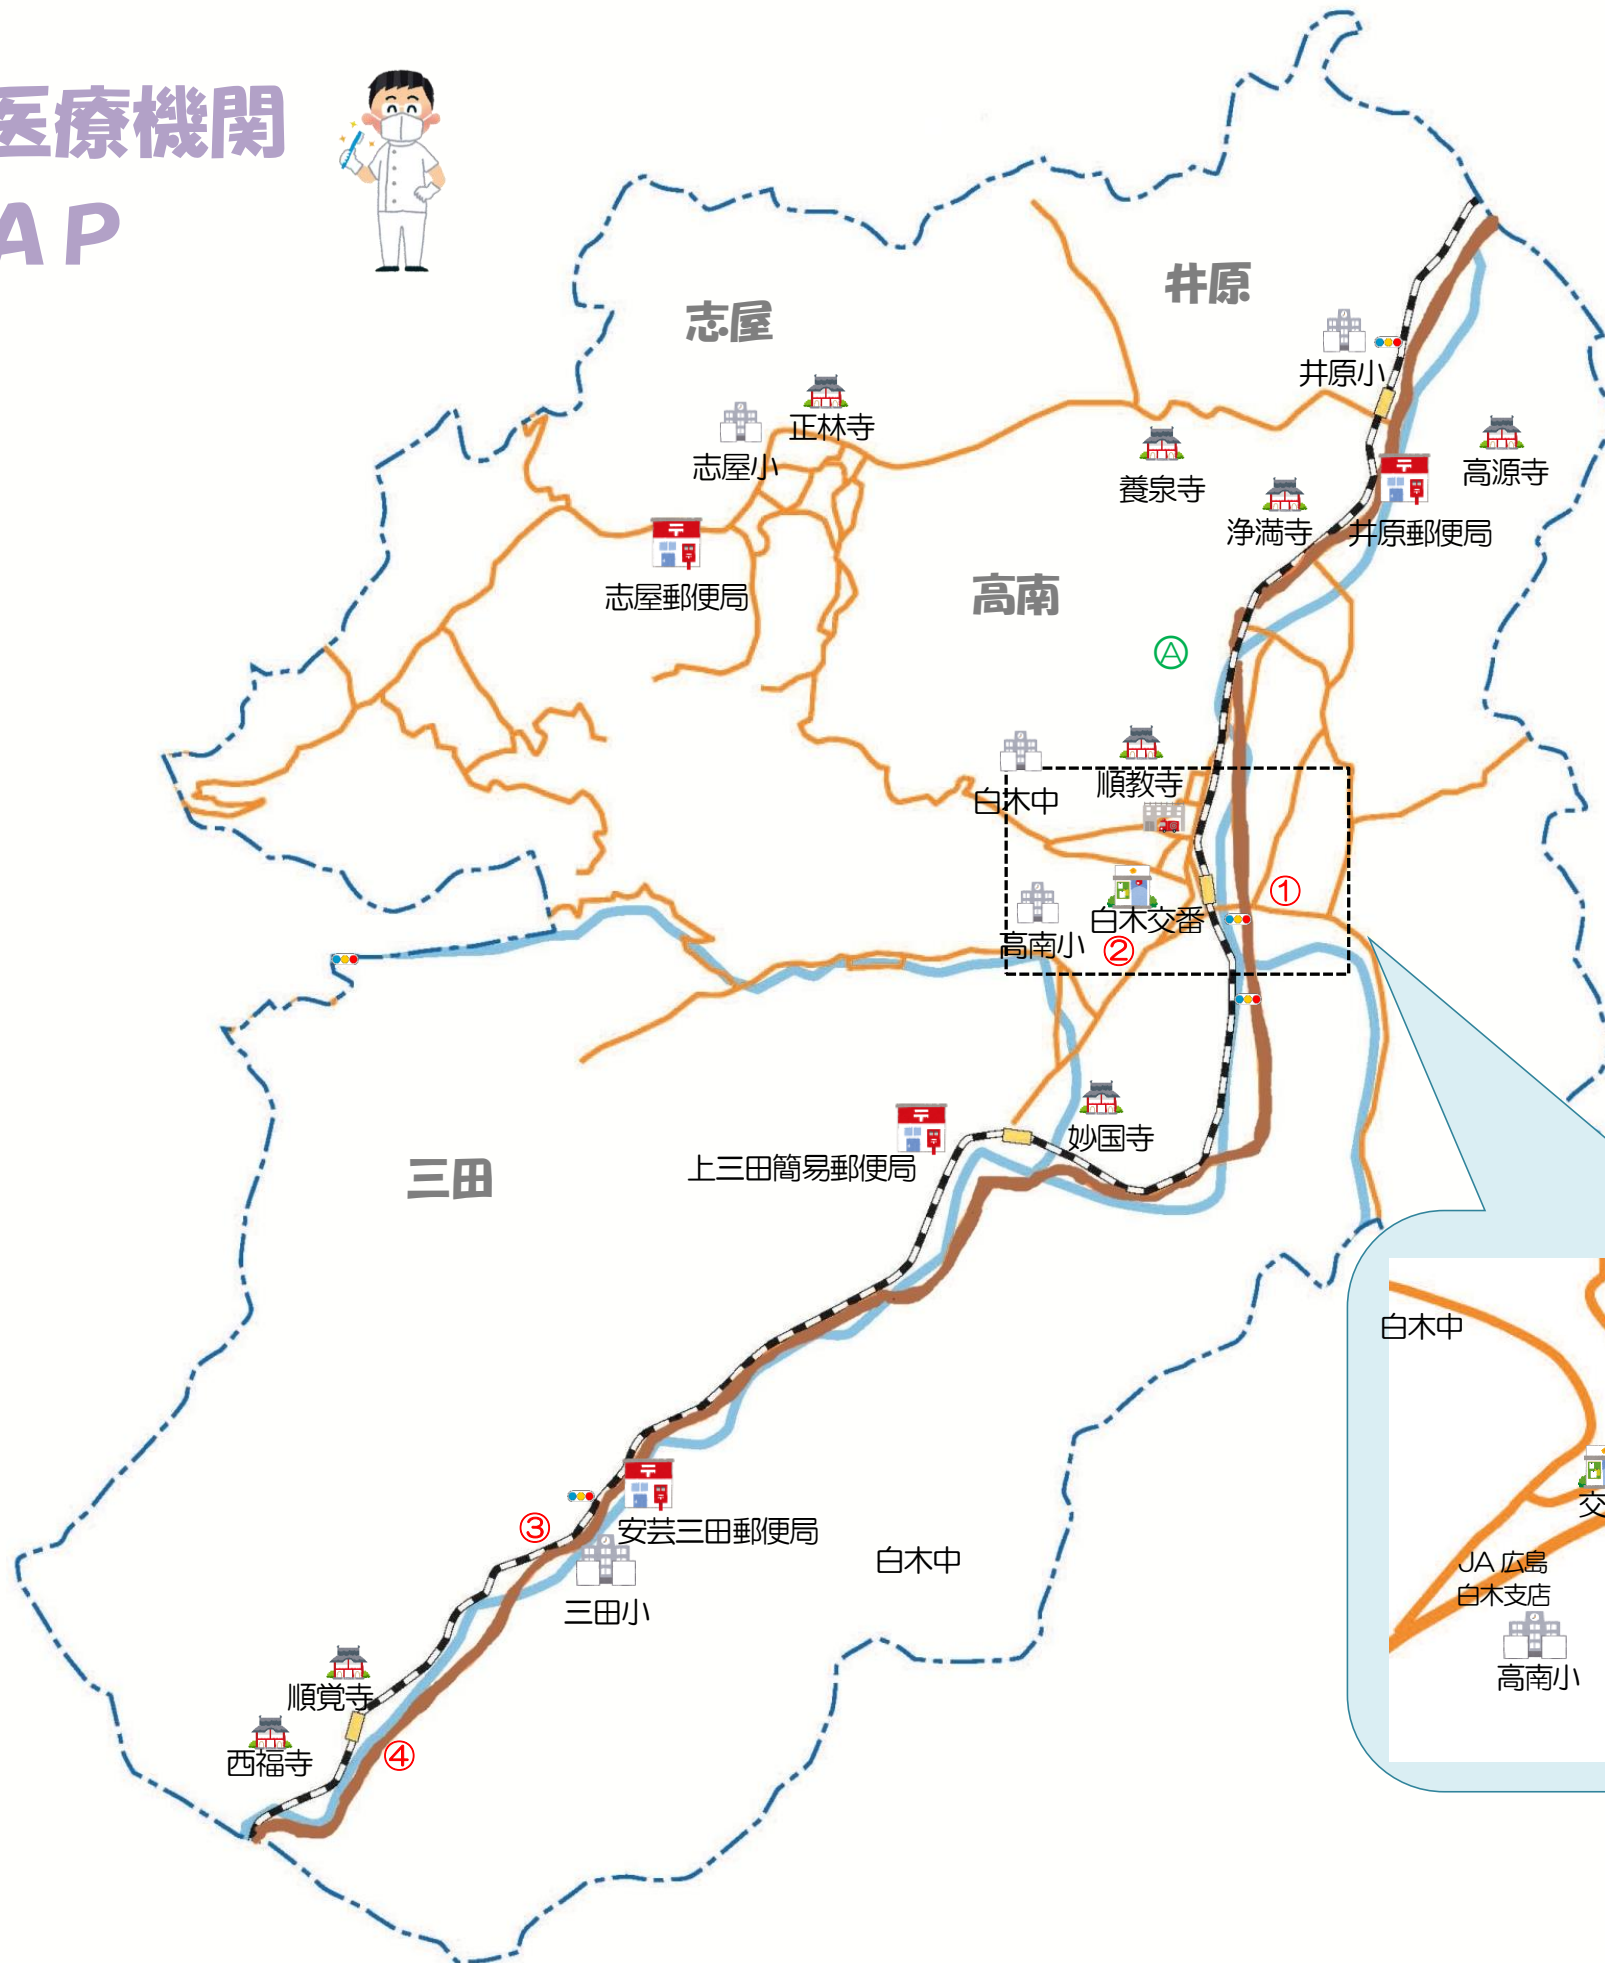 医療機関
AP
井原
志屋
井原小
正林寺
志屋小
高源寺
養泉寺
浄満寺
井原郵便局
志屋郵便局
高南
Ⓐ
順教寺
白木中
①
白木交番
高南小
②
妙国寺
上三田簡易郵便局
三田
白木中
③
安芸三田郵便局
白木中
交
JA広島
白木支店
三田小
高南小
順覚寺
西福寺
④